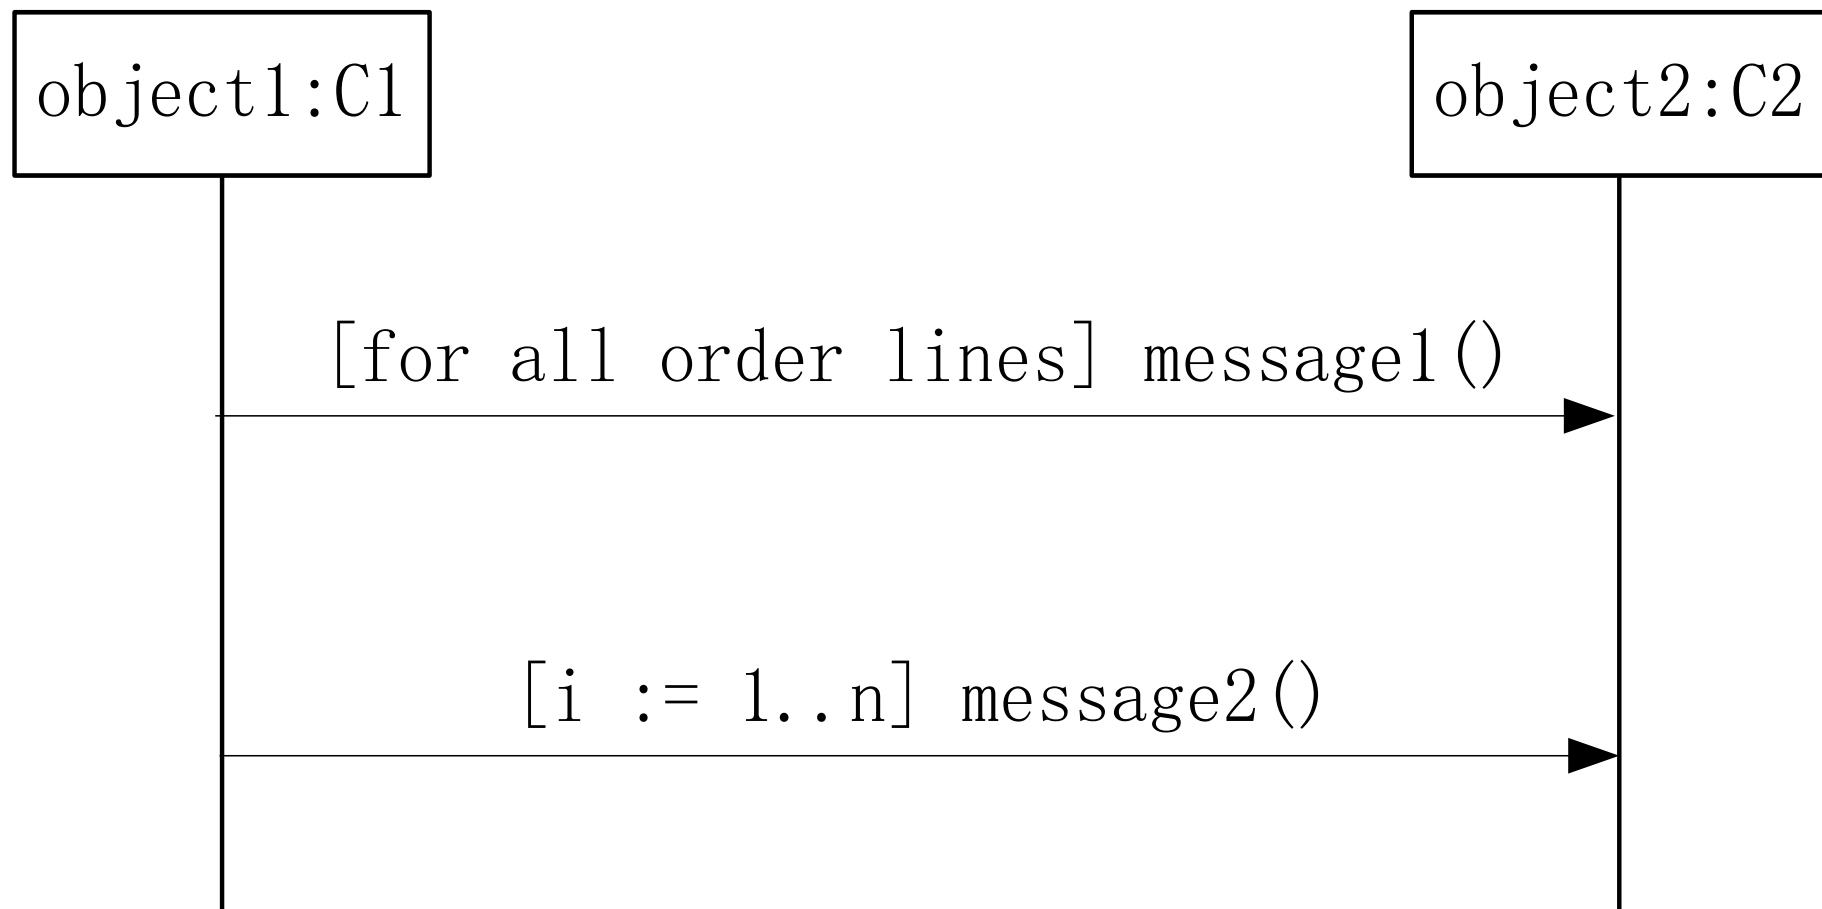 object1:C1
object2:C2
[for all order lines] message1()
[i := 1..n] message2()